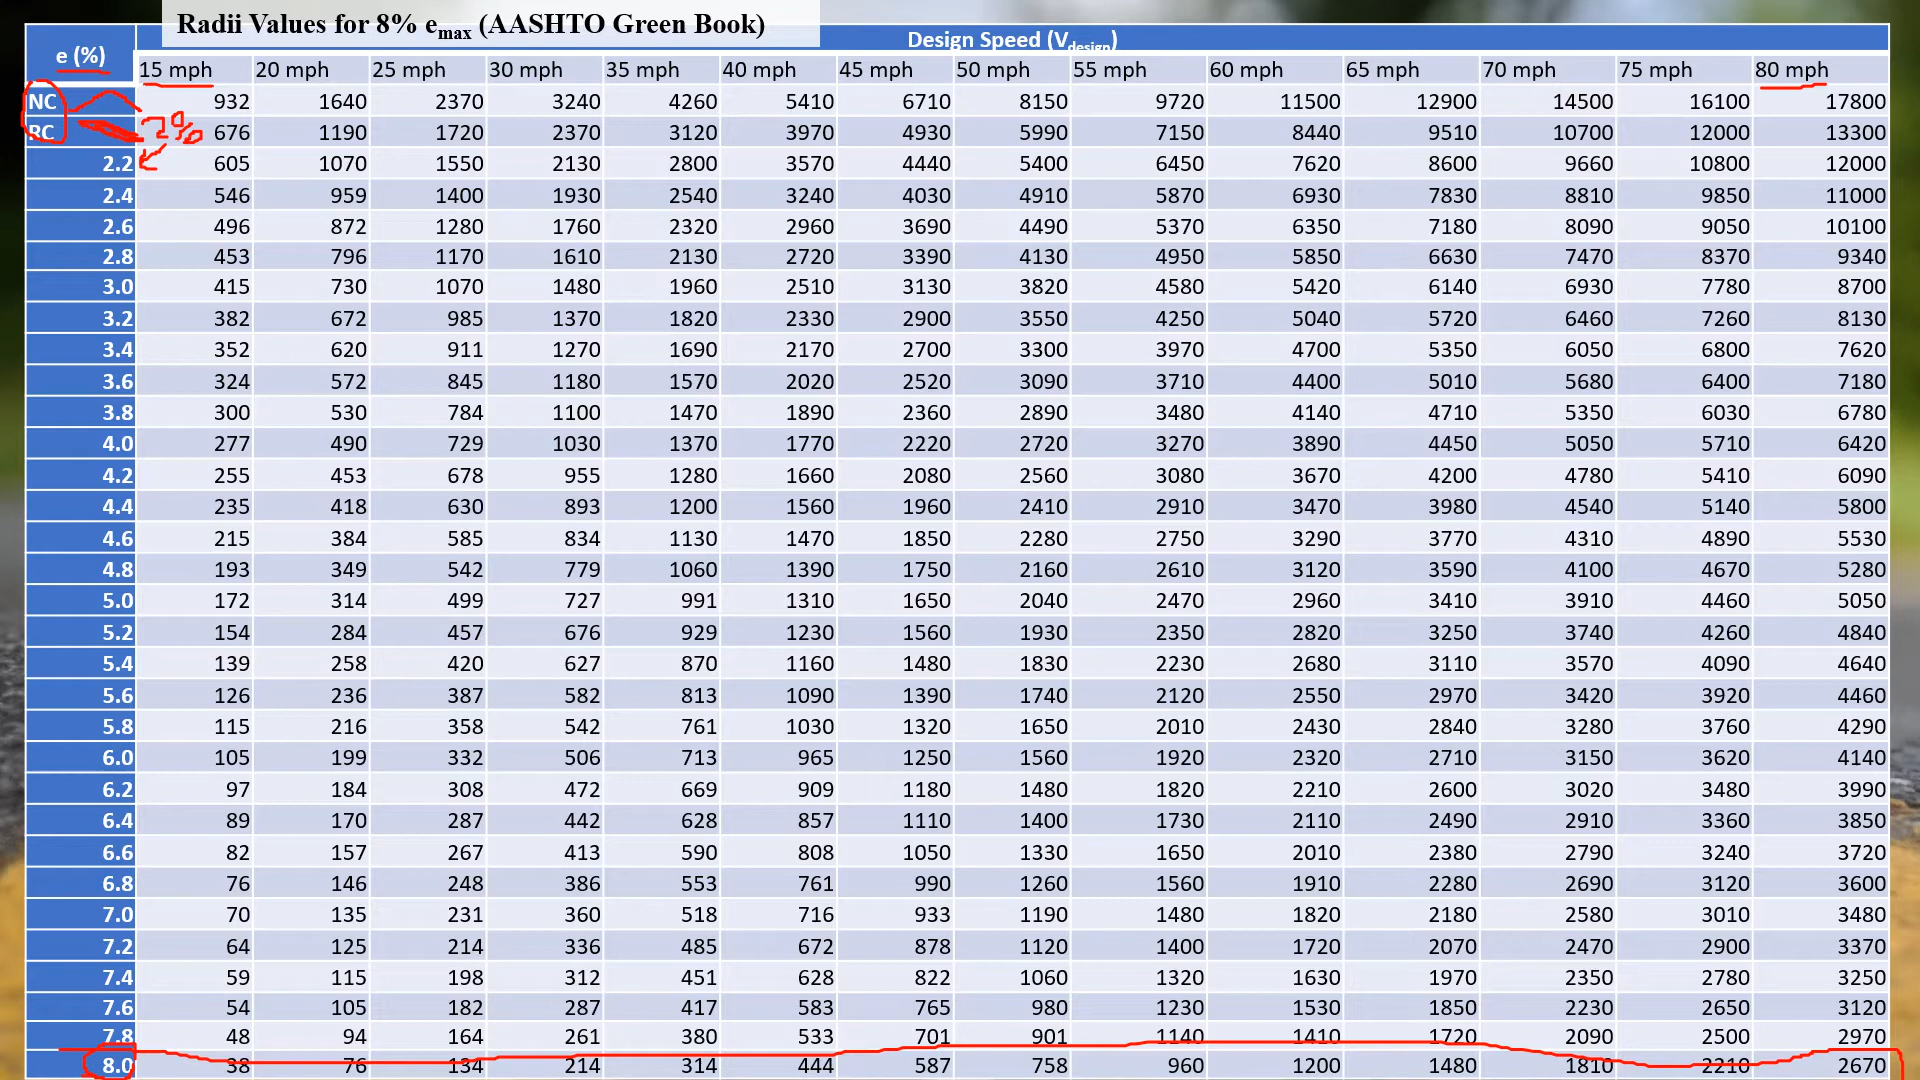 Radii Values for 8% emax (AASHTO Green Book)
e (%) Design Speed (Vdesign)
15 mph 20 mph 25 mph 30 mph 35 mph 40 mph 45 mph 50 mph 55 mph 60 mph 65 mph 70 mph 75 mph 80 mph
NC 932 1640 2370 3240 4260 5410 6710 8150 9720 11500 12900 14500 16100 17800
RC 2% 676 1190 1720 2370 3120 3970 4930 5990 7150 8440 9510 10700 12000 13300
2.2 605 1070 1550 2130 2800 3570 4440 5400 6450 7620 8600 9660 10800 12000
2.4 546 959 1400 1930 2540 3240 4030 4910 5870 6930 7830 8810 9850 11000
2.6 496 872 1280 1760 2320 2960 3690 4490 5370 6350 7180 8090 9050 10100
2.8 453 796 1170 1610 2130 2720 3390 4130 4950 5850 6630 7470 8370 9340
3.0 415 730 1070 1480 1960 2510 3130 3820 4580 5420 6140 6930 7780 8700
3.2 382 672 985 1370 1820 2330 2900 3550 4250 5040 5720 6460 7260 8130
3.4 352 620 911 1270 1690 2170 2700 3300 3970 4700 5350 6050 6800 7620
3.6 324 572 845 1180 1570 2020 2520 3090 3710 4400 5010 5680 6400 7180
3.8 300 530 784 1100 1470 1890 2360 2890 3480 4140 4710 5350 6030 6780
4.0 277 490 729 1030 1370 1770 2220 2720 3270 3890 4450 5050 5710 6420
4.2 255 453 678 955 1280 1660 2080 2560 3080 3670 4200 4780 5410 6090
4.4 235 418 630 893 1200 1560 1960 2410 2910 3470 3980 4540 5140 5800
4.6 215 384 585 834 1130 1470 1850 2280 2750 3290 3770 4310 4890 5530
4.8 193 349 542 779 1060 1390 1750 2160 2610 3120 3590 4100 4670 5280
5.0 172 314 499 727 991 1310 1650 2040 2470 2960 3410 3910 4460 5050
5.2 154 284 457 676 929 1230 1560 1930 2350 2820 3250 3740 4260 4840
5.4 139 258 420 627 870 1160 1480 1830 2230 2680 3110 3570 4090 4640
5.6 126 236 387 582 813 1090 1390 1740 2120 2550 2970 3420 3920 4460
5.8 115 216 358 542 761 1030 1320 1650 2010 2430 2840 3280 3760 4290
6.0 105 199 332 506 713 965 1250 1560 1920 2320 2710 3150 3620 4140
6.2 97 184 308 472 669 909 1180 1480 1820 2210 2600 3020 3480 3990
6.4 89 170 287 442 628 857 1110 1400 1730 2110 2490 2910 3360 3850
6.6 82 157 267 413 590 808 1050 1330 1650 2010 2380 2790 3240 3720
6.8 76 146 248 386 553 761 990 1260 1560 1910 2280 2690 3120 3600
7.0 70 135 231 360 518 716 933 1190 1480 1820 2180 2580 3010 3480
7.2 64 125 214 336 485 672 878 1120 1400 1720 2070 2470 2900 3370
7.4 59 115 198 312 451 628 822 1060 1320 1630 1970 2350 2780 3250
7.6 54 105 182 287 417 583 765 980 1230 1530 1850 2230 2650 3120
7.8 48 94 164 261 380 533 701 901 1140 1410 1720 2090 2500 2970
8.0 38 76 134 214 314 444 587 758 960 1200 1480 1810 2210 2670